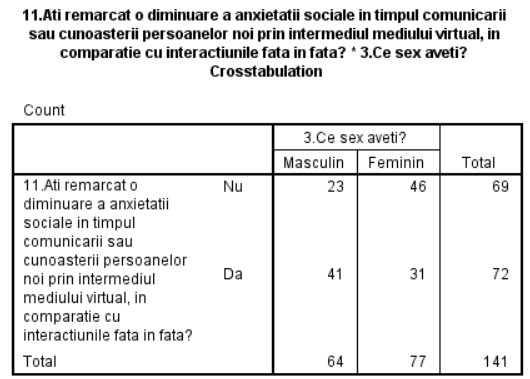 11.Ati remarcat o diminuare a anxietatii sociale in timpul comunicarii
sau cunoasterii persoanelor noi prin intermediul mediului virtual, in
comparatie cu interactiunile fata in fata? * 3.Ce sex aveti?
Crosstabulation
Count
3.Ce sex aveti?
Masculin Feminin Total
11.Ati remarcat o Nu 23 46 69
diminuare a anxietatii
sociale in timpul
comunicarii sau
cunoasterii persoanelor
noi prin intermediul Da 41 31 72
mediului virtual, in
comparatie cu
interactiunile fata in fata?
Total 64 77 141